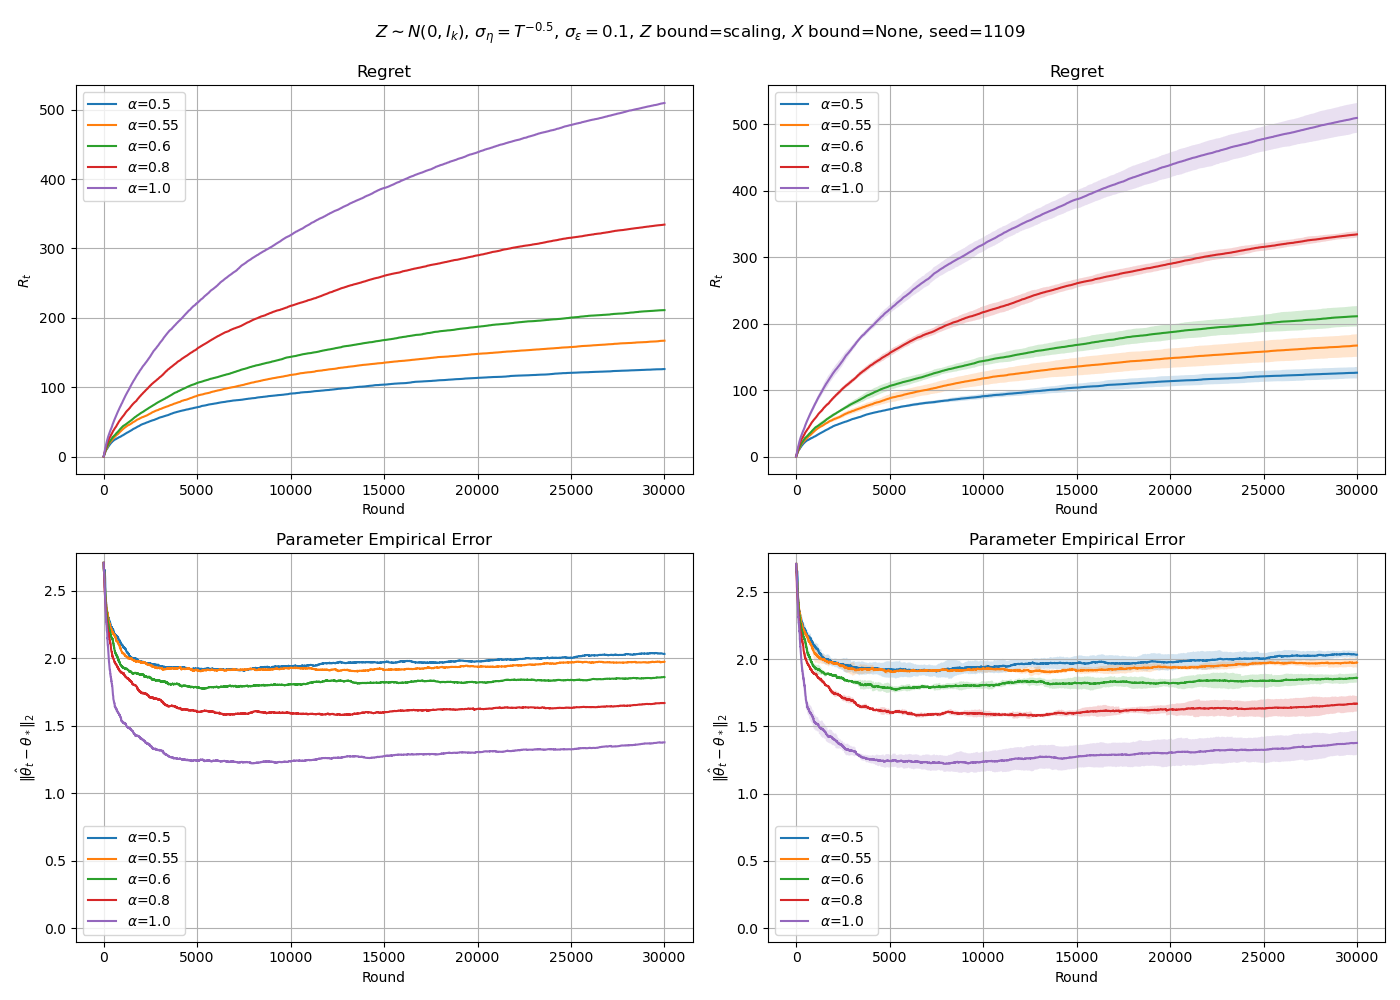 Z ~ N(0, I_k), σ_η = T^−0.5, σ_ε = 0.1, Z bound=scaling, X bound=None, seed=1109
Regret
R_t
500
400
300
200
100
0
α=0.5
α=0.55
α=0.6
α=0.8
α=1.0
0 5000 10000 15000 20000 25000 30000
Round
Regret
R_t
500
400
300
200
100
0
α=0.5
α=0.55
α=0.6
α=0.8
α=1.0
0 5000 10000 15000 20000 25000 30000
Round
Parameter Empirical Error
‖θ̂_t − θ_*‖_2
2.5
2.0
1.5
1.0
0.5
0.0
α=0.5
α=0.55
α=0.6
α=0.8
α=1.0
0 5000 10000 15000 20000 25000 30000
Round
Parameter Empirical Error
‖θ̂_t − θ_*‖_2
2.5
2.0
1.5
1.0
0.5
0.0
α=0.5
α=0.55
α=0.6
α=0.8
α=1.0
0 5000 10000 15000 20000 25000 30000
Round